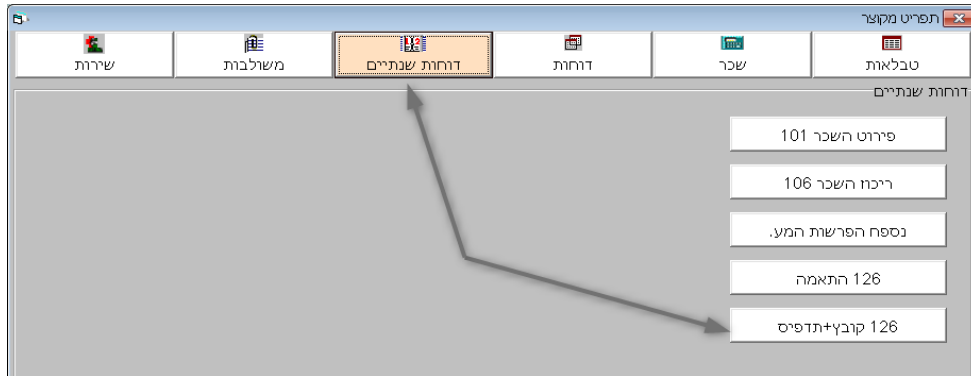 תפריט מקוצר
טבלאות
שכר
דוחות
דוחות שנתיים
משולבות
שירות
דוחות שנתיים
פירוט השכר 101
ריכוז השכר 106
נספח הפרשות המע.
126 התאמה
126 קובץ+תדפיס